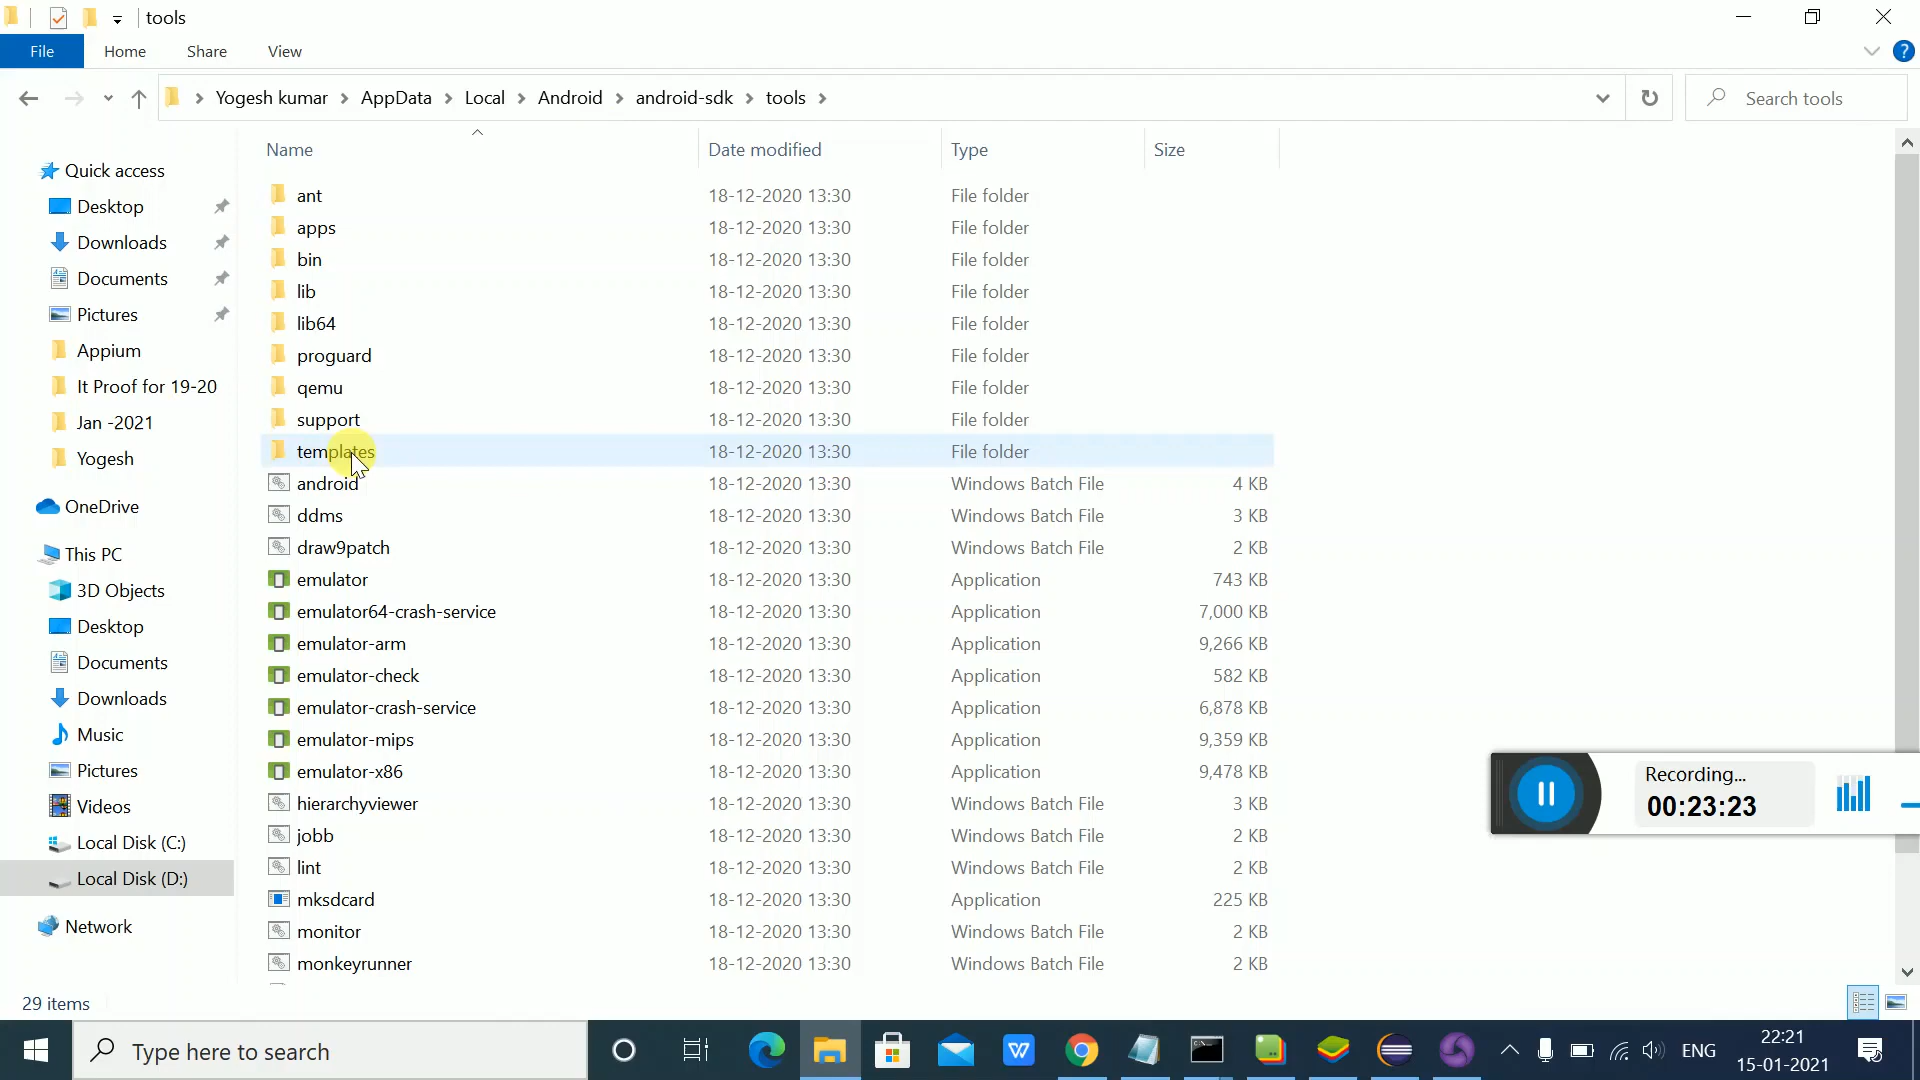 tools
File Home Share View
Yogesh kumar AppData Local Android android-sdk tools
Search tools
Name Date modified Type Size
Quick access
Desktop
Downloads
Documents
Pictures
Appium
It Proof for 19-20
Jan -2021
Yogesh
OneDrive
This PC
3D Objects
Desktop
Documents
Downloads
Music
Pictures
Videos
Local Disk (C:)
Local Disk (D:)
Network
ant 18-12-2020 13:30 File folder
apps 18-12-2020 13:30 File folder
bin 18-12-2020 13:30 File folder
lib 18-12-2020 13:30 File folder
lib64 18-12-2020 13:30 File folder
proguard 18-12-2020 13:30 File folder
qemu 18-12-2020 13:30 File folder
support 18-12-2020 13:30 File folder
templates 18-12-2020 13:30 File folder
android 18-12-2020 13:30 Windows Batch File 4 KB
ddms 18-12-2020 13:30 Windows Batch File 3 KB
draw9patch 18-12-2020 13:30 Windows Batch File 2 KB
emulator 18-12-2020 13:30 Application 743 KB
emulator64-crash-service 18-12-2020 13:30 Application 7,000 KB
emulator-arm 18-12-2020 13:30 Application 9,266 KB
emulator-check 18-12-2020 13:30 Application 582 KB
emulator-crash-service 18-12-2020 13:30 Application 6,878 KB
emulator-mips 18-12-2020 13:30 Application 9,359 KB
emulator-x86 18-12-2020 13:30 Application 9,478 KB
hierarchyviewer 18-12-2020 13:30 Windows Batch File 3 KB
jobb 18-12-2020 13:30 Windows Batch File 2 KB
lint 18-12-2020 13:30 Windows Batch File 2 KB
mksdcard 18-12-2020 13:30 Application 225 KB
monitor 18-12-2020 13:30 Windows Batch File 2 KB
monkeyrunner 18-12-2020 13:30 Windows Batch File 2 KB
Recording...
00:23:23
29 items
Type here to search
ENG
22:21
15-01-2021